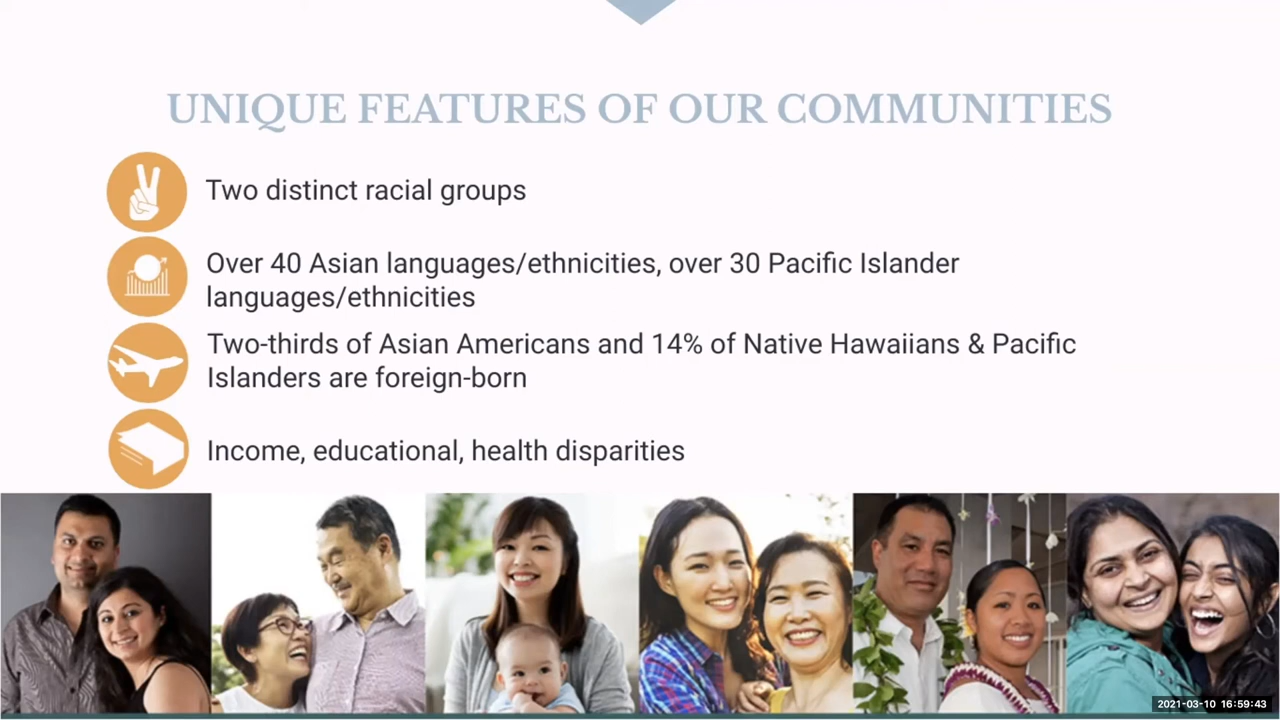 UNIQUE FEATURES OF OUR COMMUNITIES
Two distinct racial groups
Over 40 Asian languages/ethnicities, over 30 Pacific Islander
languages/ethnicities
Two-thirds of Asian Americans and 14% of Native Hawaiians & Pacific
Islanders are foreign-born
Income, educational, health disparities
2021-03-10 16:59:43